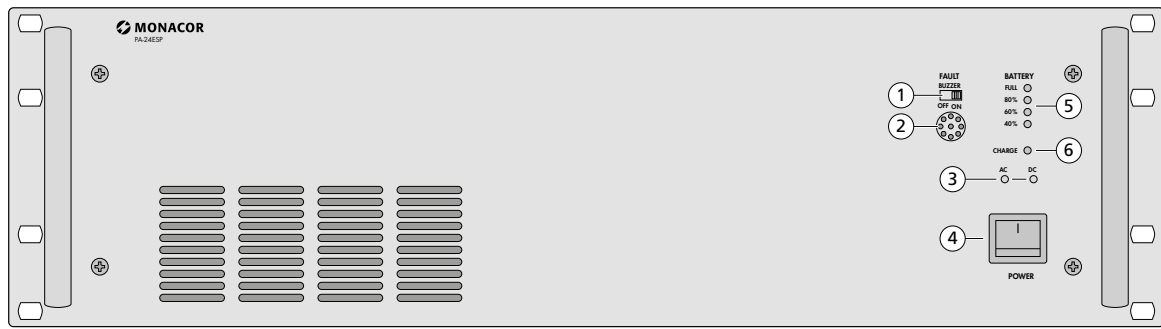 MONACOR
PA-24ESP
FAULT
BUZZER
OFF ON
BATTERY
FULL
80%
60%
40%
CHARGE
AC
DC
POWER
1
2
3
4
5
6